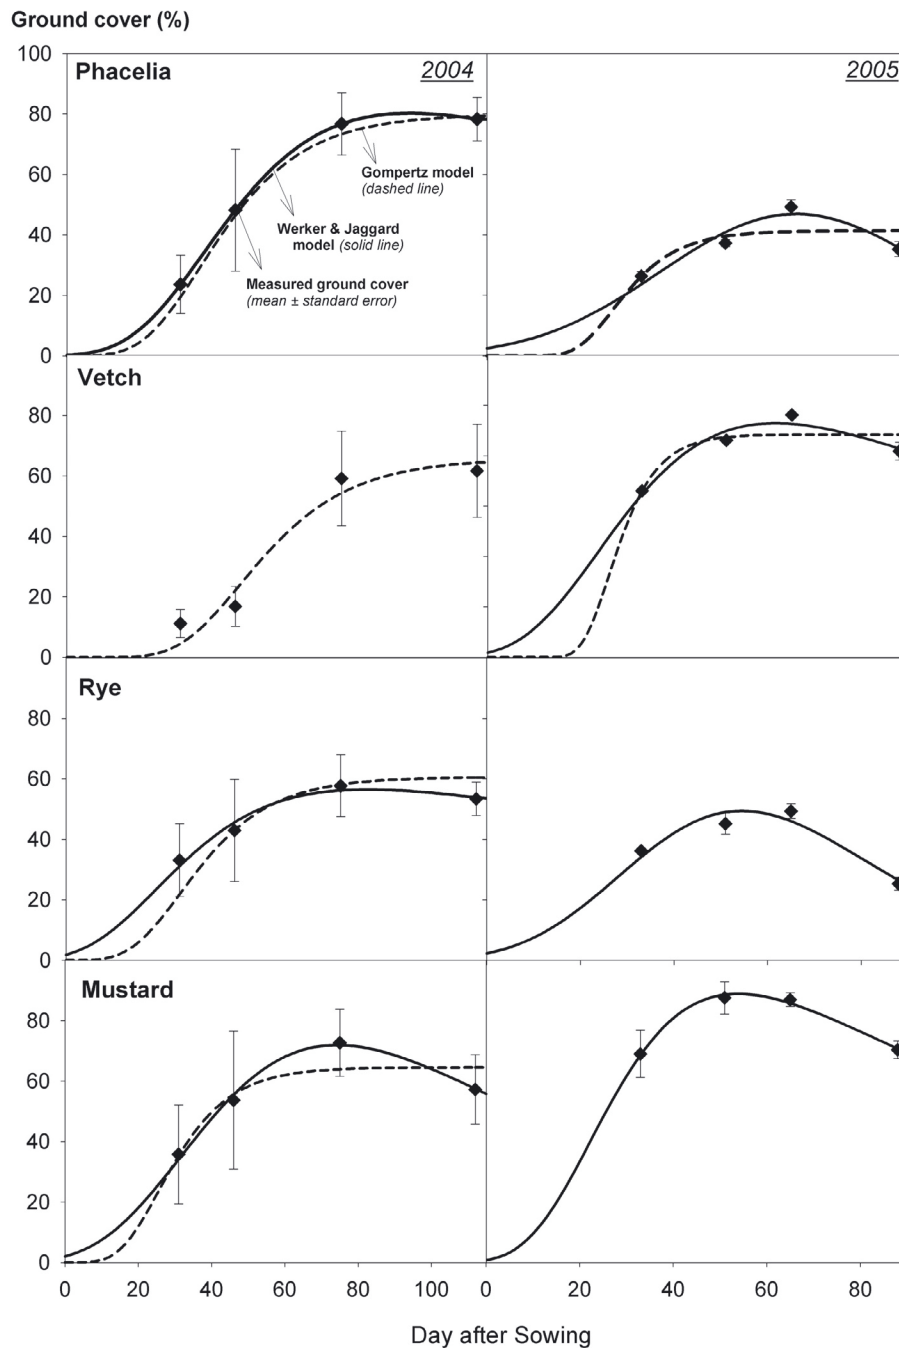 Ground cover (%)
100
Phacelia
2004
2005
80
Gompertz model
(dashed line)
60
Werker & Jaggard
model (solid line)
40
Measured ground cover
(mean ± standard error)
20
0
Vetch
80
60
40
20
0
Rye
80
60
40
20
0
Mustard
80
60
40
20
0
0 20 40 60 80 100 0 20 40 60 80
Day after Sowing